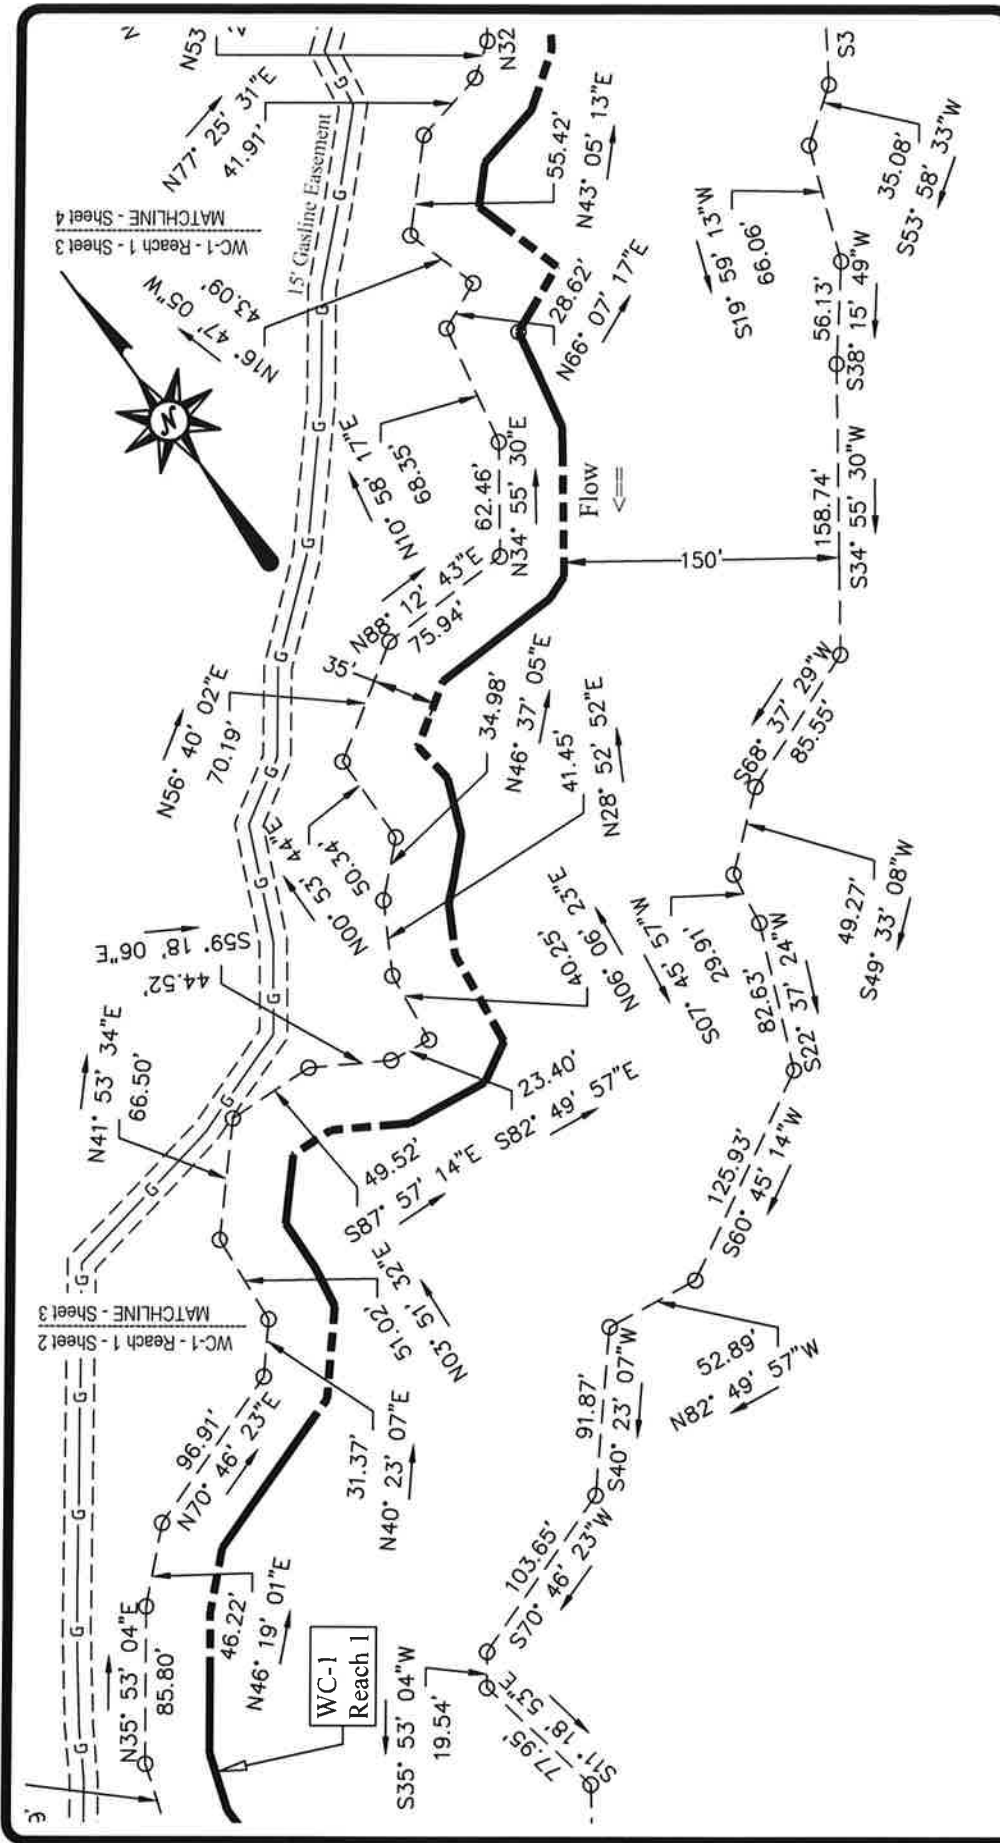 N53
N32
N77° 25' 31"E
41.91'
15' Gasline Easement
WC-1 - Reach 1 - Sheet 3
MATCHLINE - Sheet 4
N16° 47' 05"W
43.09'
55.42'
N43° 05' 13"E
28.62'
N66° 07' 17"E
N
N10° 58' 17"E
68.35'
62.46'
N34° 55' 30"E
Flow
<==
N88° 12' 43"E
75.94'
35'
150'
N56° 40' 02"E
70.19'
34.98'
N46° 37' 05"E
41.45'
N28° 52' 52"E
N00° 53' 44"E
50.34'
40.25'
N06° 06' 23"E
S59° 18' 06"E
44.52'
23.40'
S82° 49' 57"E
49.52'
S87° 57' 14"E
N41° 53' 34"E
66.50'
51.02'
N03° 51' 32"E
WC-1 - Reach 1 - Sheet 2
MATCHLINE - Sheet 3
31.37'
N40° 23' 07"E
96.91'
N70° 46' 23"E
46.22'
N46° 19' 01"E
N35° 53' 04"E
85.80'
WC-1
Reach 1
S3
35.08'
S53° 58' 33"W
S19° 59' 13"W
66.06'
56.13'
S38° 15' 49"W
158.74'
S34° 55' 30"W
S68° 37' 29"W
85.55'
49.27'
S49° 33' 08"W
S07° 45' 57"W
29.91'
82.63'
S22° 37' 24"W
125.93'
S60° 45' 14"W
52.89'
N82° 49' 57"W
91.87'
S40° 23' 07"W
103.65'
S70° 46' 23"W
S35° 53' 04"W
19.54'
77.95'
S11° 18' 53"E
G
G
G
G
G
G
G
G
G
G
G
G
G
G